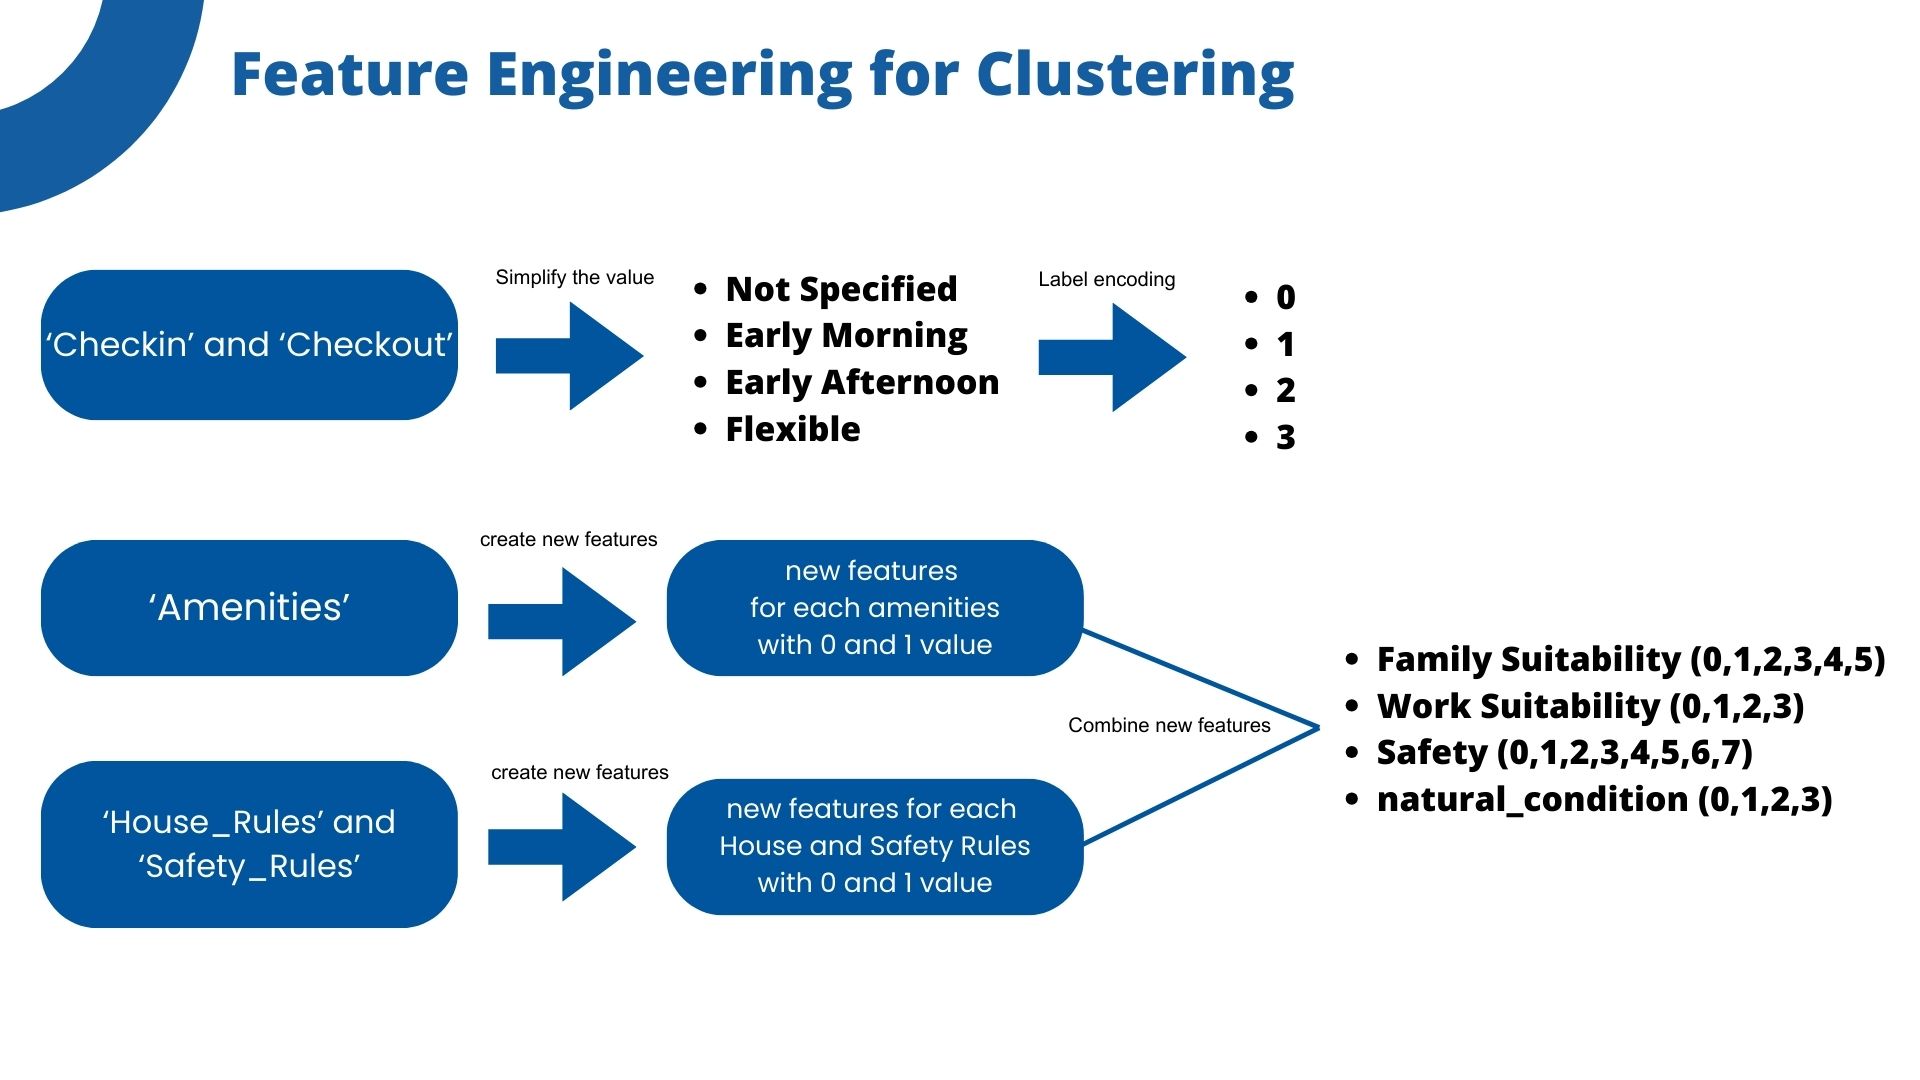 Feature Engineering for Clustering
‘Checkin’ and ‘Checkout’
Simplify the value
• Not Specified
• Early Morning
• Early Afternoon
• Flexible
Label encoding
• 0
• 1
• 2
• 3
‘Amenities’
create new features
new features
for each amenities
with 0 and 1 value
‘House_Rules’ and
‘Safety_Rules’
create new features
new features for each
House and Safety Rules
with 0 and 1 value
Combine new features
• Family Suitability (0,1,2,3,4,5)
• Work Suitability (0,1,2,3)
• Safety (0,1,2,3,4,5,6,7)
• natural_condition (0,1,2,3)